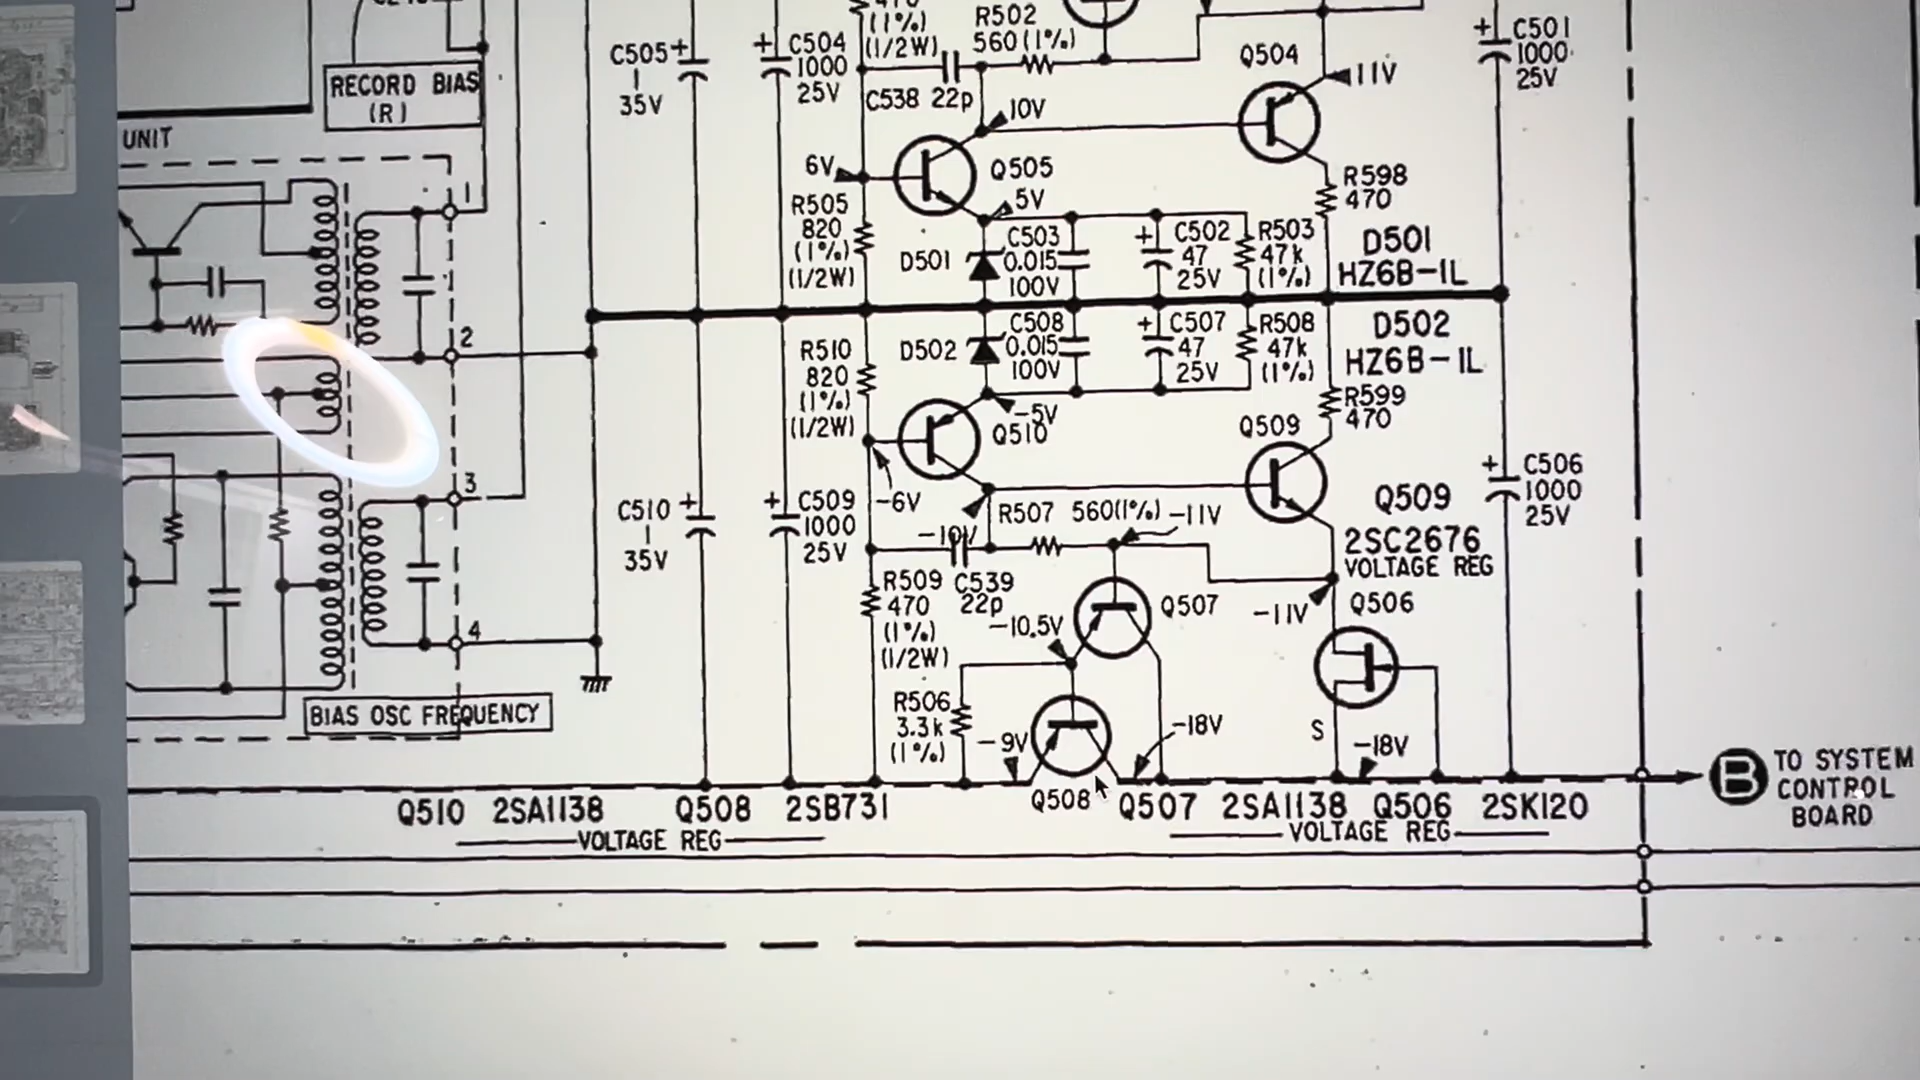 RECORD BIAS
(R)
UNIT
1
2
3
4
BIAS OSC FREQUENCY
C505
1
35V
C504
1000
25V
(1%)
(1/2W)
R502
560 (1%)
C538 22p
10V
6V
Q505
5V
R505
820
(1%)
(1/2W)
D501
C503
0.015
100V
C502
47
25V
R503
47k
(1%)
Q504
11V
R598
470
D501
HZ6B-1L
C501
1000
25V
R510
820
(1%)
(1/2W)
D502
C508
0.015
100V
C507
47
25V
R508
47k
(1%)
D502
HZ6B-1L
R599
470
-5V
Q510
-6V
Q509
C510
1
35V
C509
1000
25V
R507 560(1%)
-11V
-10V
Q509
2SC2676
VOLTAGE REG
C506
1000
25V
R509
470
(1%)
(1/2W)
C539
22p
-10.5V
Q507
-11V
Q506
R506
3.3k
(1%)
-9V
-18V
S
-18V
Q508
B
TO SYSTEM
CONTROL
BOARD
Q510 2SA1138 Q508 2SB731
VOLTAGE REG
Q507 2SA1138 Q506 2SK120
VOLTAGE REG